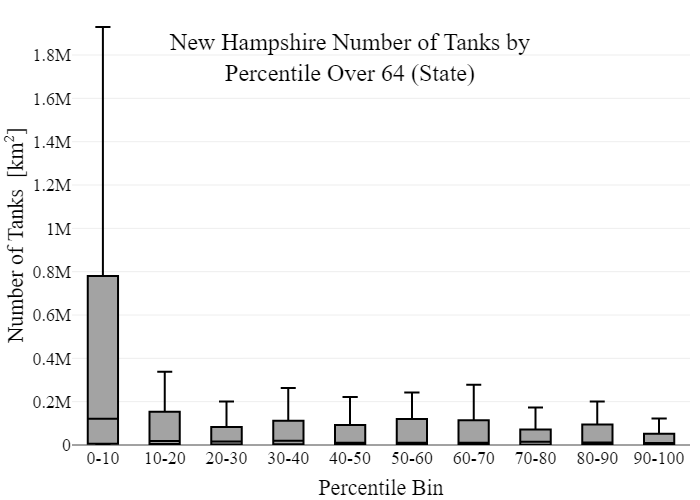 New Hampshire Number of Tanks by
Percentile Over 64 (State)
Number of Tanks [km²]
1.8M
1.6M
1.4M
1.2M
1M
0.8M
0.6M
0.4M
0.2M
0
0-10 10-20 20-30 30-40 40-50 50-60 60-70 70-80 80-90 90-100
Percentile Bin